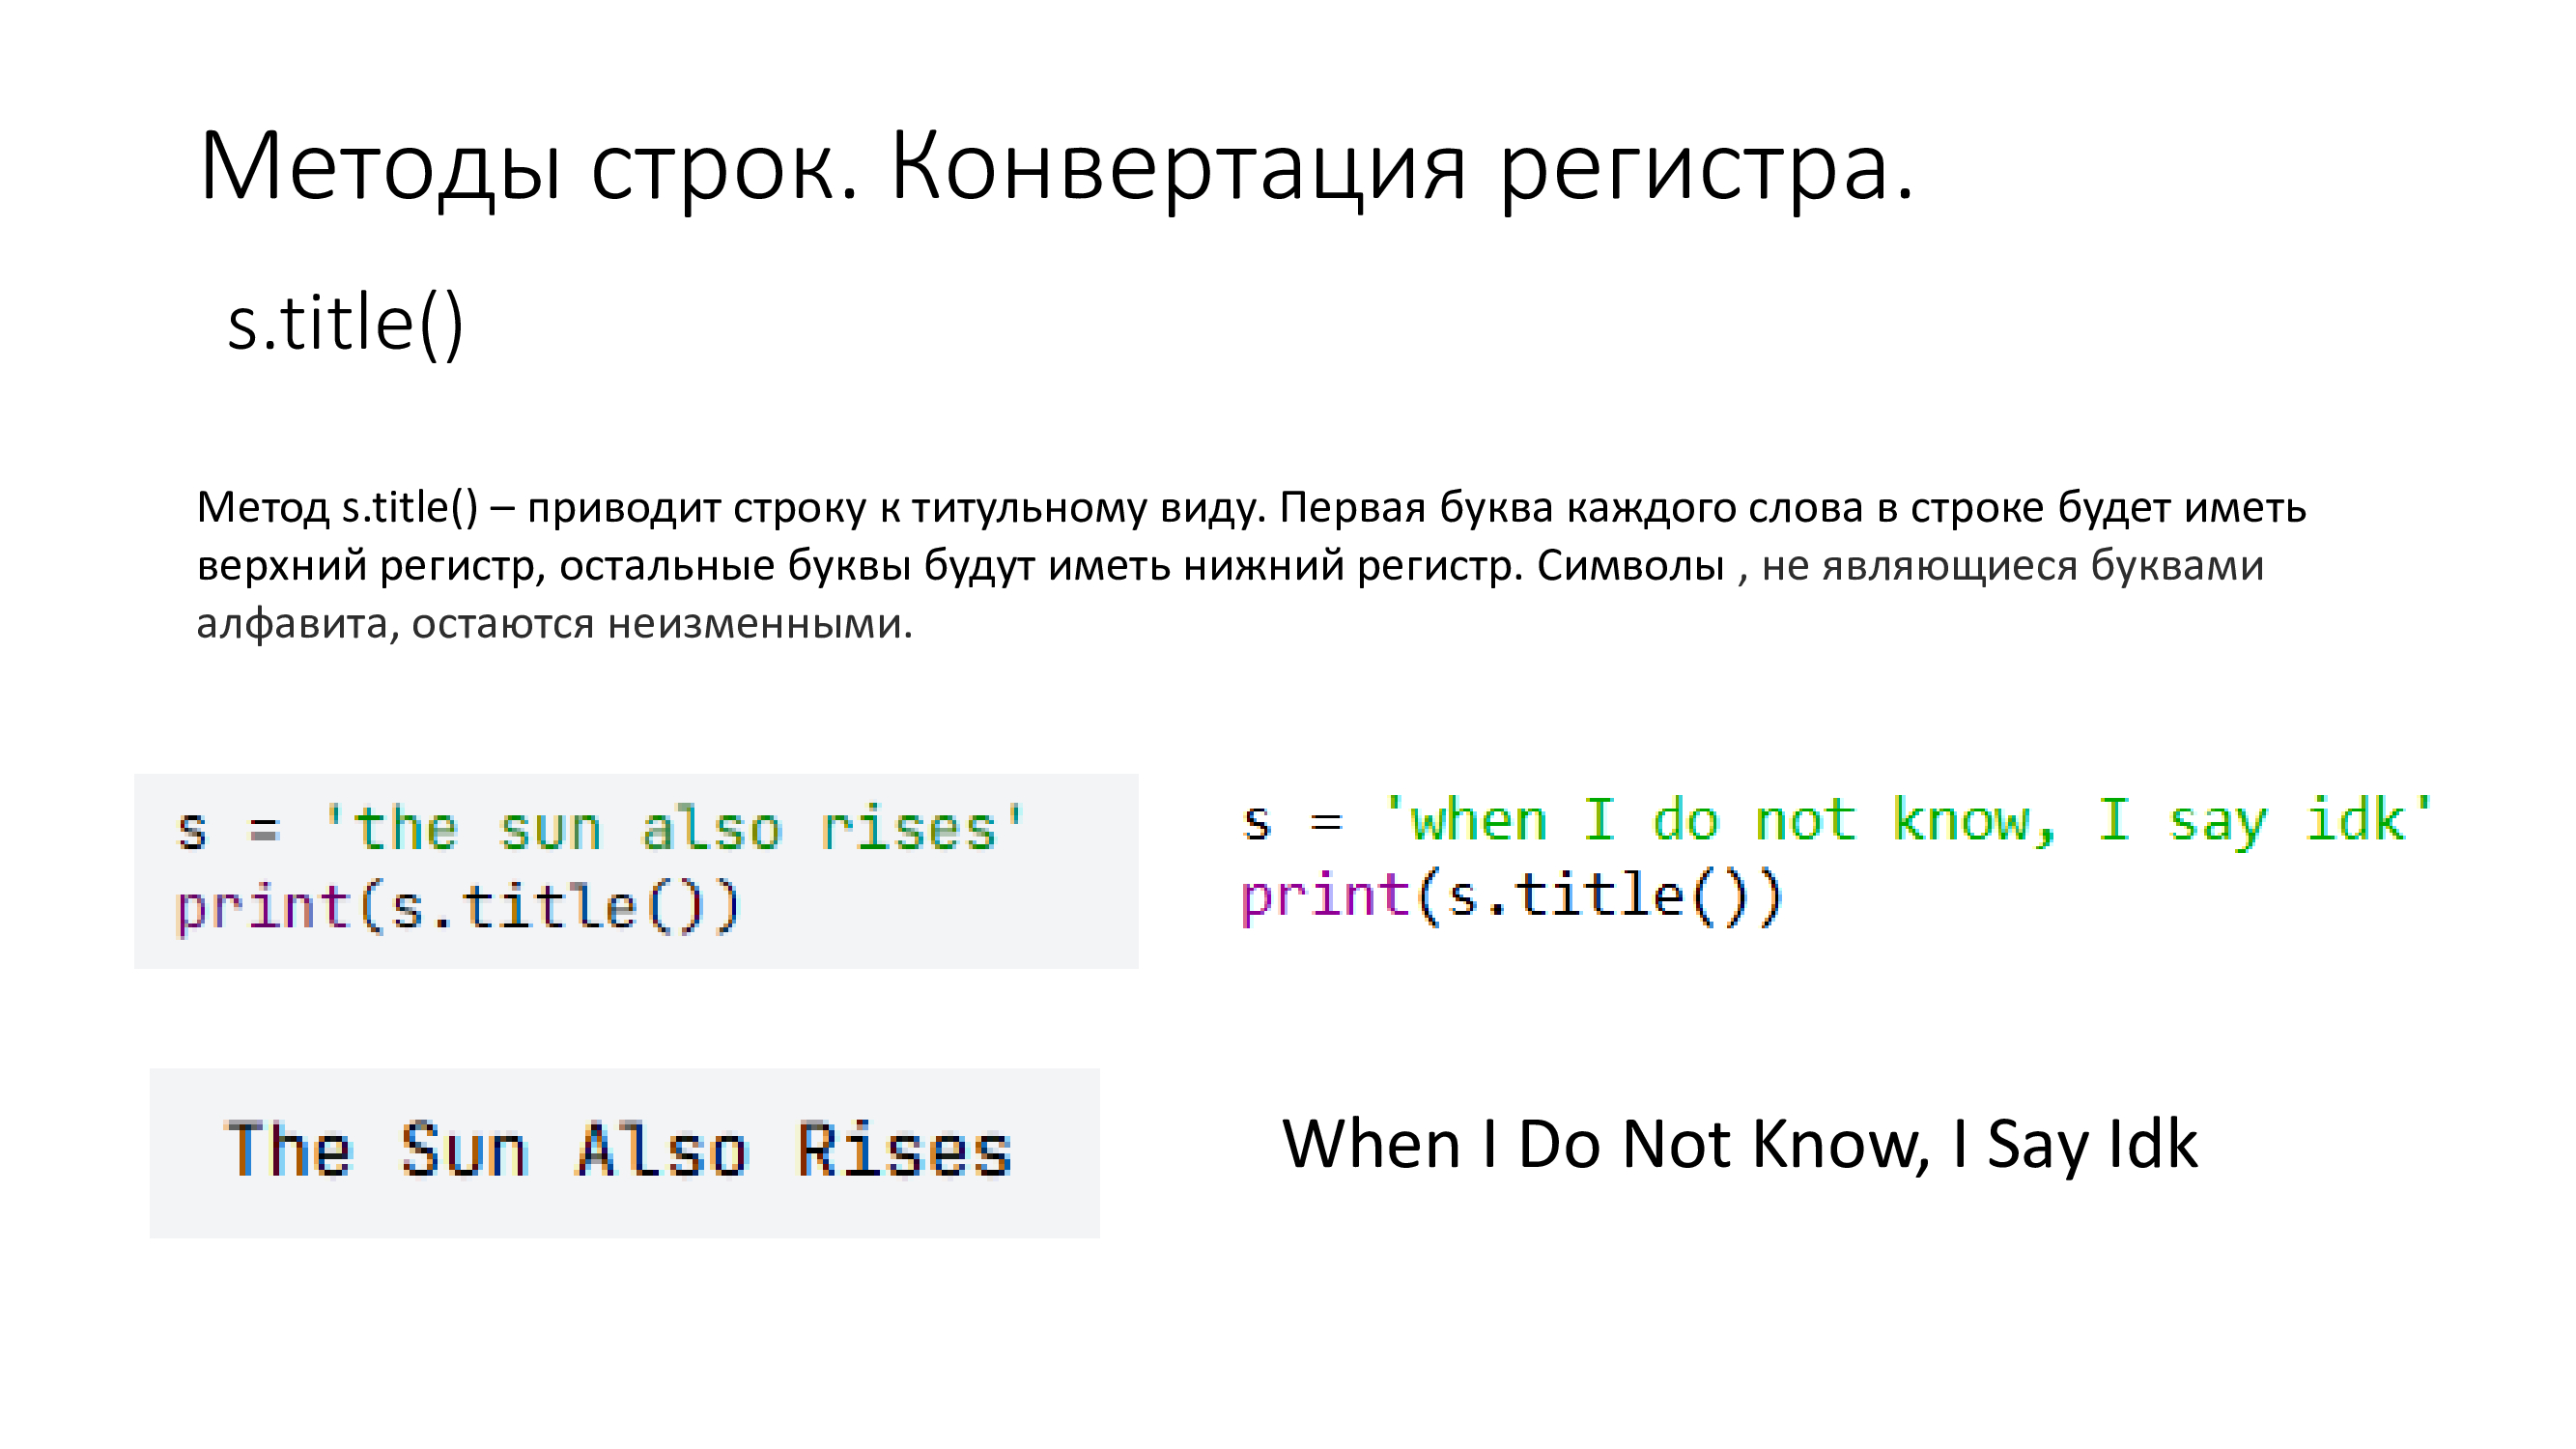 Методы строк. Конвертация регистра.
s.title()
Метод s.title() – приводит строку к титульному виду. Первая буква каждого слова в строке будет иметь
верхний регистр, остальные буквы будут иметь нижний регистр. Символы , не являющиеся буквами
алфавита, остаются неизменными.
s = 'the sun also rises'
print(s.title())
The Sun Also Rises
s = 'when I do not know, I say idk'
print(s.title())
When I Do Not Know, I Say Idk